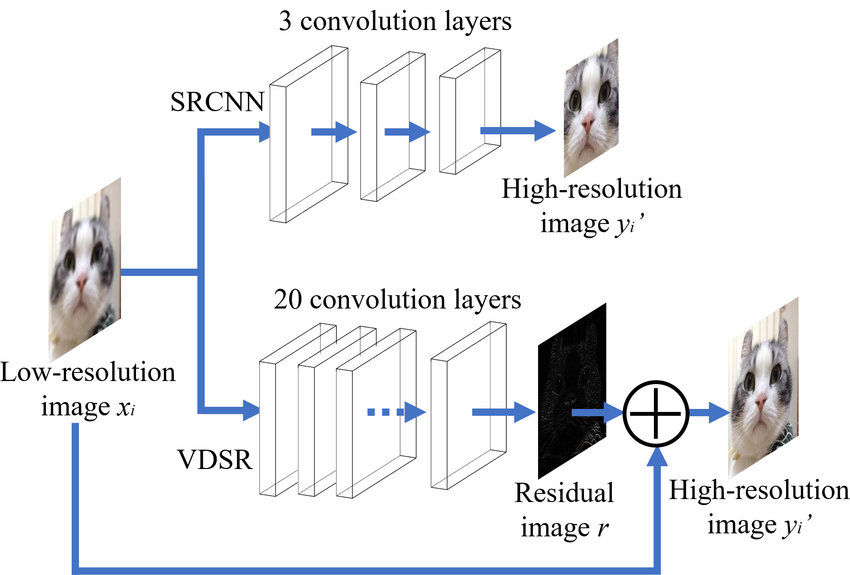 3 convolution layers
SRCNN
High-resolution
image yᵢ’
20 convolution layers
Low-resolution
image xᵢ
VDSR
Residual
image r
High-resolution
image yᵢ’